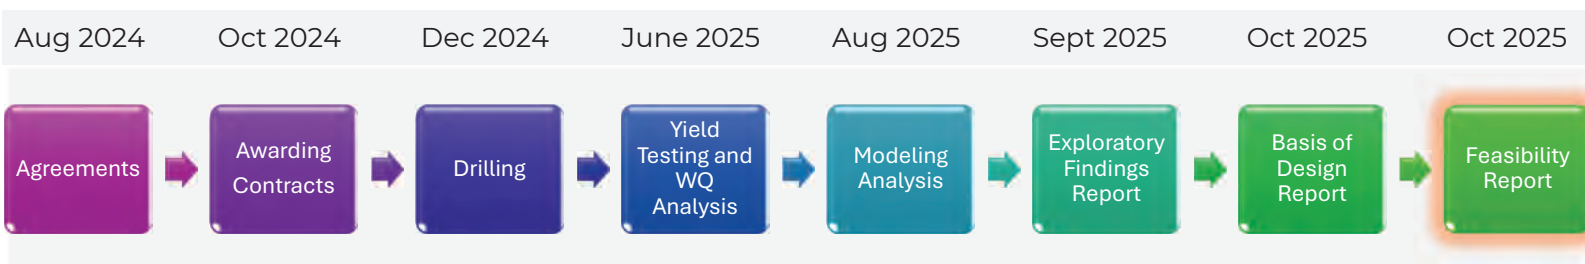 Aug 2024 Oct 2024 Dec 2024 June 2025 Aug 2025 Sept 2025 Oct 2025 Oct 2025
Agreements
Awarding
Contracts
Drilling
Yield
Testing and
WQ
Analysis
Modeling
Analysis
Exploratory
Findings
Report
Basis of
Design
Report
Feasibility
Report